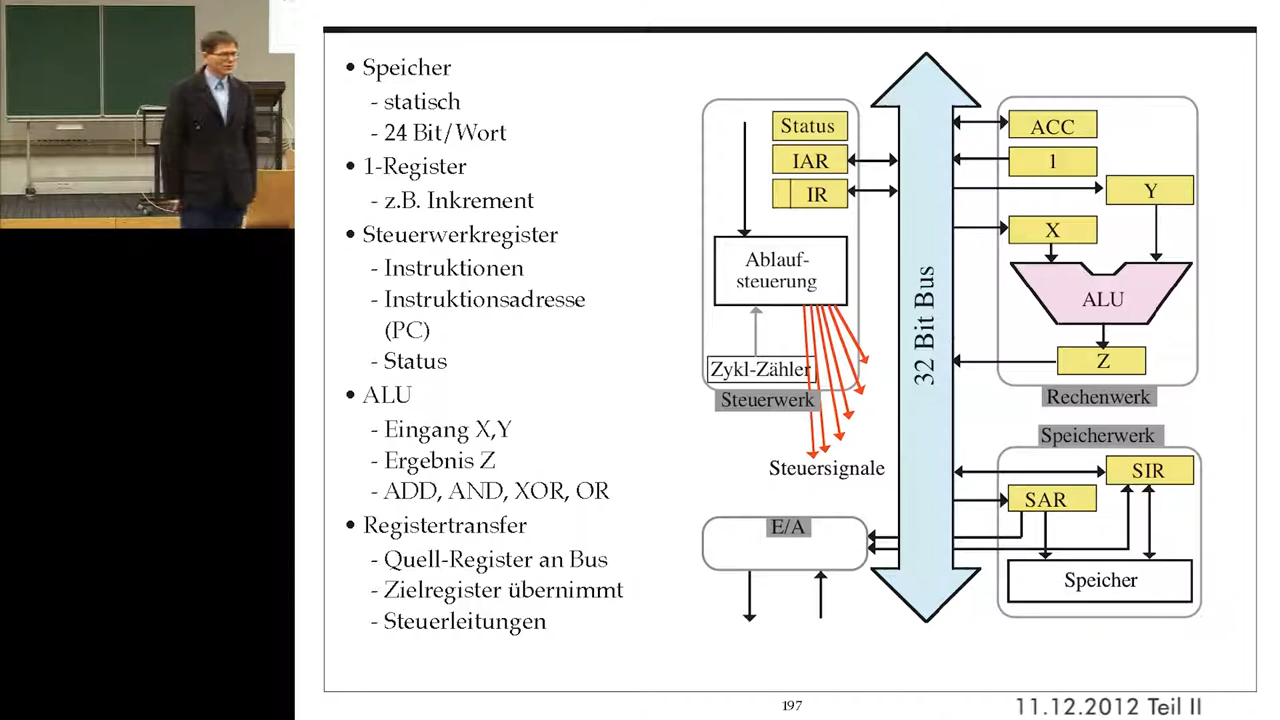 • Speicher
- statisch
- 24 Bit/Wort
• 1-Register
- z.B. Inkrement
• Steuerwerkregister
- Instruktionen
- Instruktionsadresse
(PC)
- Status
• ALU
- Eingang X,Y
- Ergebnis Z
- ADD, AND, XOR, OR
• Registertransfer
- Quell-Register an Bus
- Zielregister übernimmt
- Steuerleitungen
Status
IAR
IR
Ablauf-
steuerung
Zykl-Zähler
Steuerwerk
Steuersignale
E/A
32 Bit Bus
ACC
1
Y
X
ALU
Z
Rechenwerk
Speicherwerk
SIR
SAR
Speicher
197
11.12.2012 Teil II